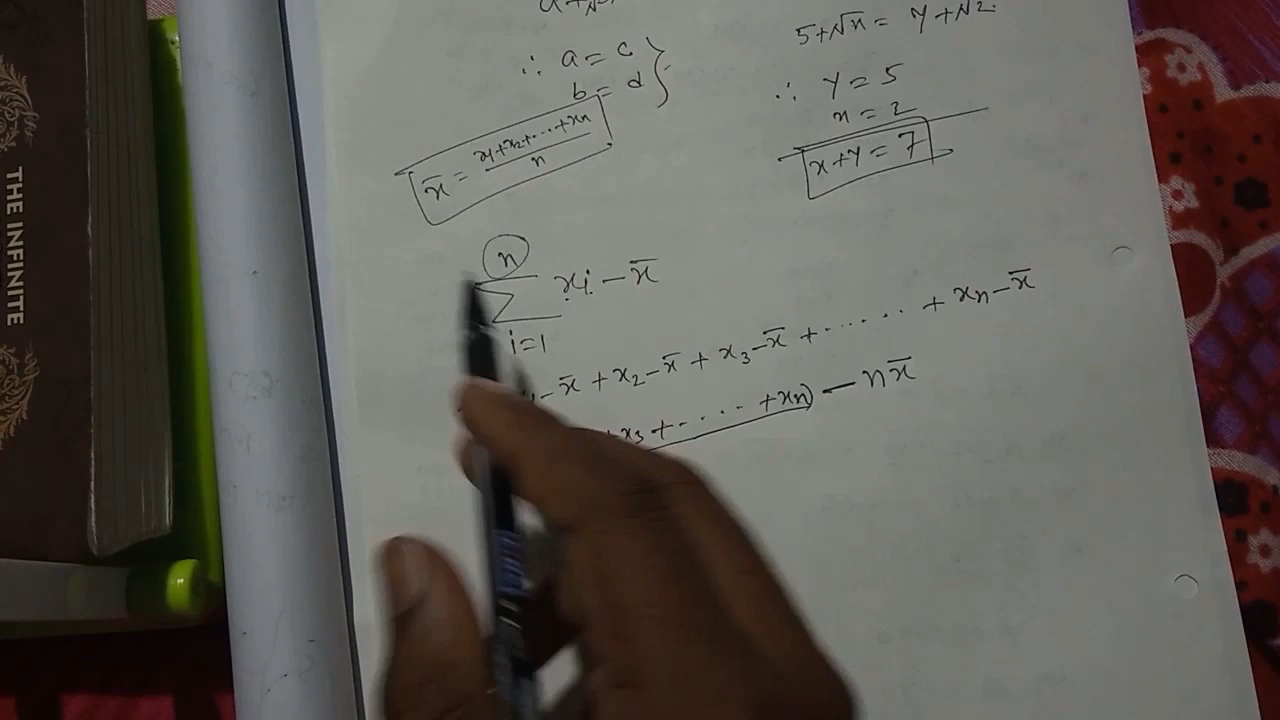 ∴ a = c
b = d }
x̄ = x1+x2+...+xn / n
5+√x = y+√2.
∴ y = 5
x = 2
x+y = 7
n
∑ xi − x̄
i=1
− x̄ + x2 − x̄ + x3 − x̄ + ....... + xn − x̄
+x3 + - .... +xn) − nx̄
THE INFINITE